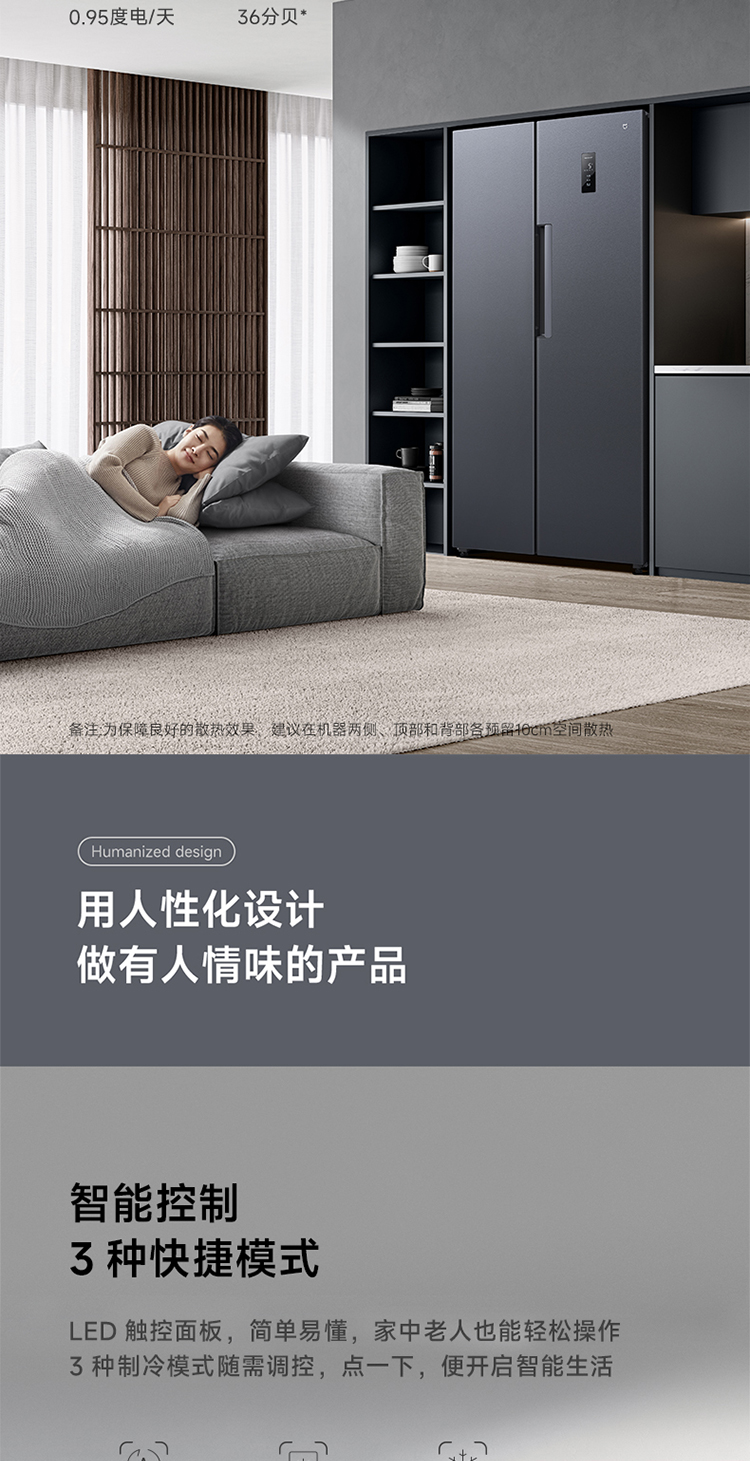 0.95度电/天
36分贝*
备注:为保障良好的散热效果，建议在机器两侧、顶部和背部各预留10cm空间散热
Humanized design
用人性化设计
做有人情味的产品
智能控制
3 种快捷模式
LED 触控面板，简单易懂，家中老人也能轻松操作
3 种制冷模式随需调控，点一下，便开启智能生活